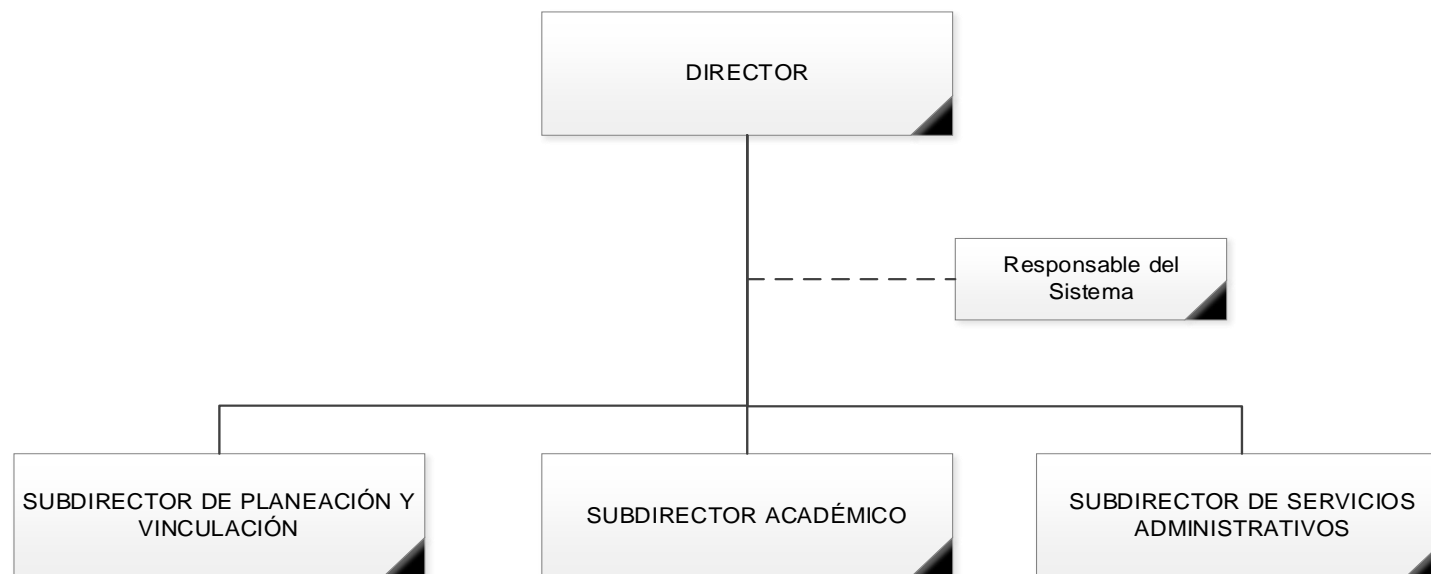 DIRECTOR
Responsable del
Sistema
SUBDIRECTOR DE PLANEACIÓN Y
VINCULACIÓN
SUBDIRECTOR ACADÉMICO
SUBDIRECTOR DE SERVICIOS
ADMINISTRATIVOS